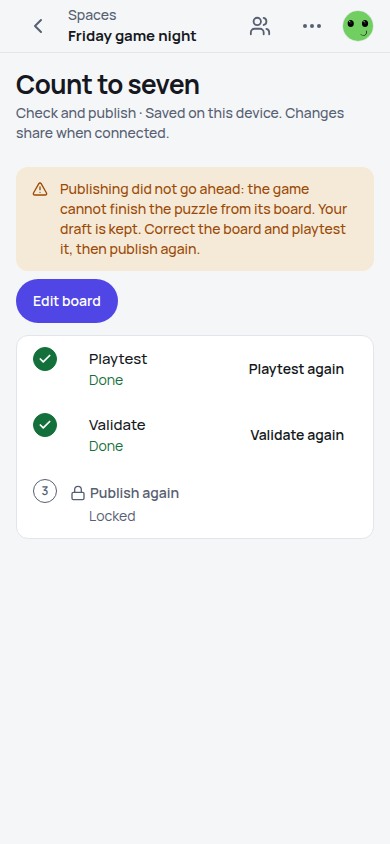 Spaces
Friday game night
Count to seven
Check and publish · Saved on this device. Changes
share when connected.
Publishing did not go ahead: the game
cannot finish the puzzle from its board. Your
draft is kept. Correct the board and playtest
it, then publish again.
Edit board
Playtest
Done
Playtest again
Validate
Done
Validate again
3
Publish again
Locked